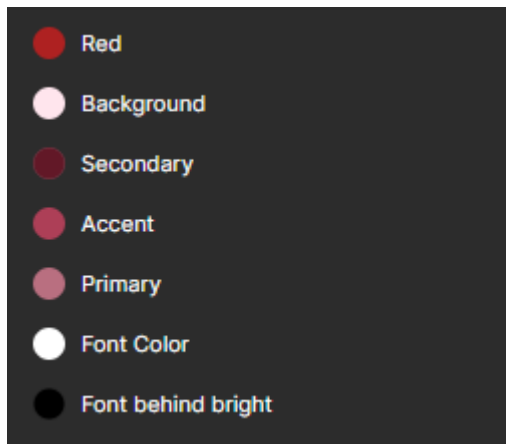 Red
Background
Secondary
Accent
Primary
Font Color
Font behind bright